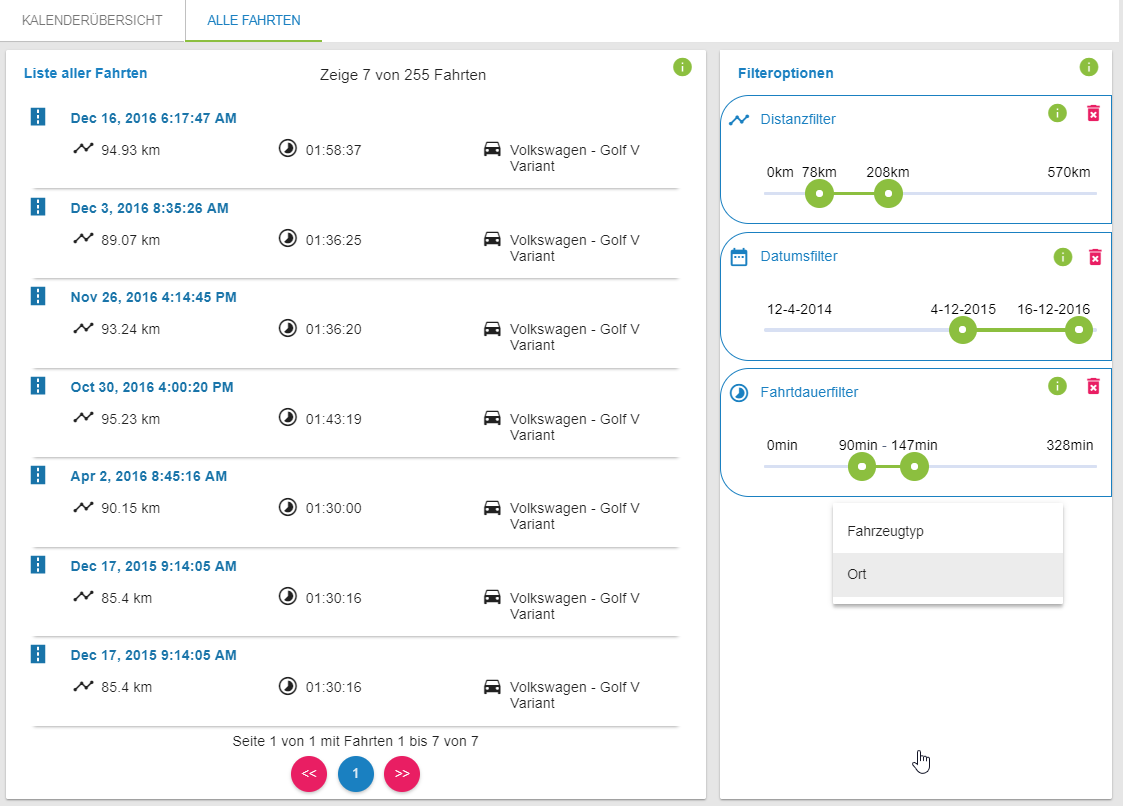 KALENDERÜBERSICHT
ALLE FAHRTEN
Liste aller Fahrten
Zeige 7 von 255 Fahrten
Dec 16, 2016 6:17:47 AM
94.93 km
01:58:37
Volkswagen - Golf V
Variant
Dec 3, 2016 8:35:26 AM
89.07 km
01:36:25
Volkswagen - Golf V
Variant
Nov 26, 2016 4:14:45 PM
93.24 km
01:36:20
Volkswagen - Golf V
Variant
Oct 30, 2016 4:00:20 PM
95.23 km
01:43:19
Volkswagen - Golf V
Variant
Apr 2, 2016 8:45:16 AM
90.15 km
01:30:00
Volkswagen - Golf V
Variant
Dec 17, 2015 9:14:05 AM
85.4 km
01:30:16
Volkswagen - Golf V
Variant
Dec 17, 2015 9:14:05 AM
85.4 km
01:30:16
Volkswagen - Golf V
Variant
Seite 1 von 1 mit Fahrten 1 bis 7 von 7
<< 1 >>
Filteroptionen
Distanzfilter
0km 78km 208km 570km
Datumsfilter
12-4-2014 4-12-2015 16-12-2016
Fahrtdauerfilter
0min 90min - 147min 328min
Fahrzeugtyp
Ort